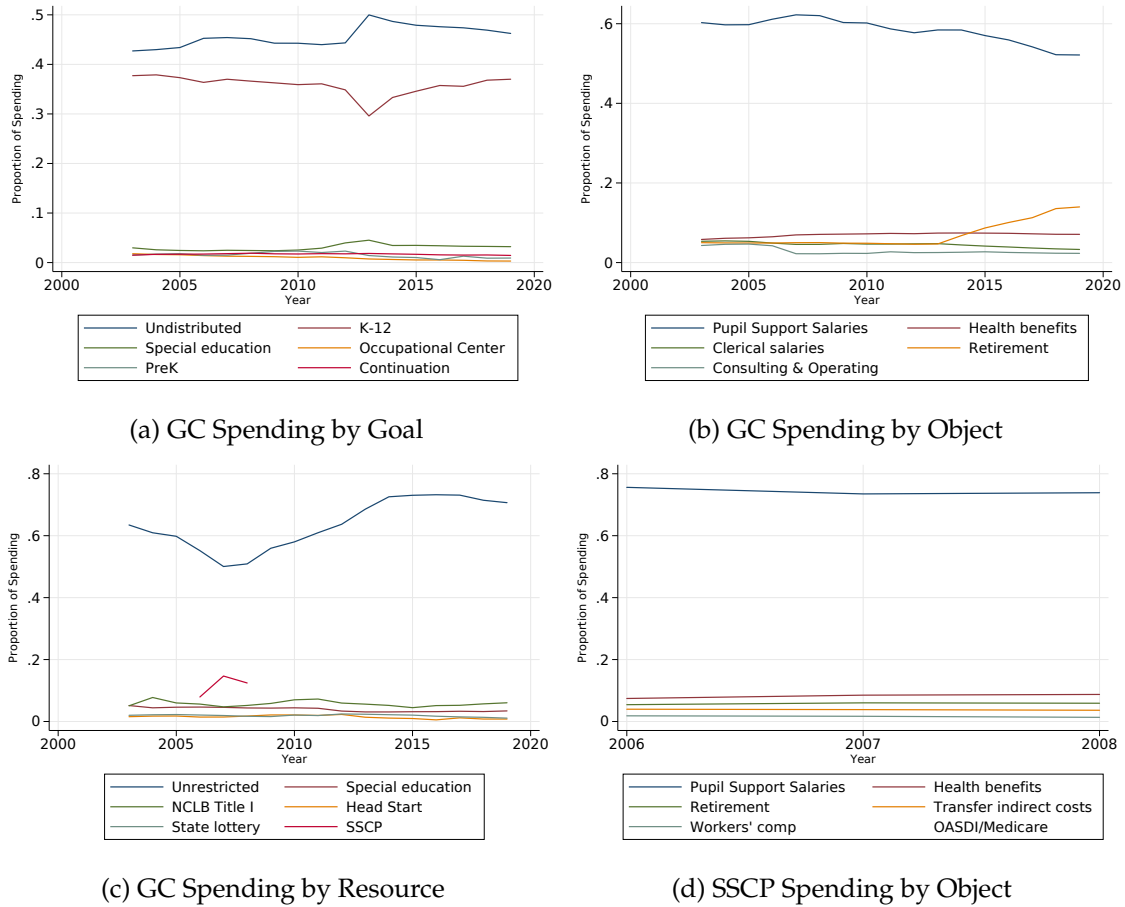 .5
.4
.3
.2
.1
0
Proportion of Spending
2000 2005 2010 2015 2020
Year
Undistributed K-12
Special education Occupational Center
PreK Continuation
(a) GC Spending by Goal
.6
.4
.2
0
Proportion of Spending
2000 2005 2010 2015 2020
Year
Pupil Support Salaries Health benefits
Clerical salaries Retirement
Consulting & Operating
(b) GC Spending by Object
.8
.6
.4
.2
0
Proportion of Spending
2000 2005 2010 2015 2020
Year
Unrestricted Special education
NCLB Title I Head Start
State lottery SSCP
(c) GC Spending by Resource
.8
.6
.4
.2
0
Proportion of Spending
2006 2007 2008
Year
Pupil Support Salaries Health benefits
Retirement Transfer indirect costs
Workers' comp OASDI/Medicare
(d) SSCP Spending by Object